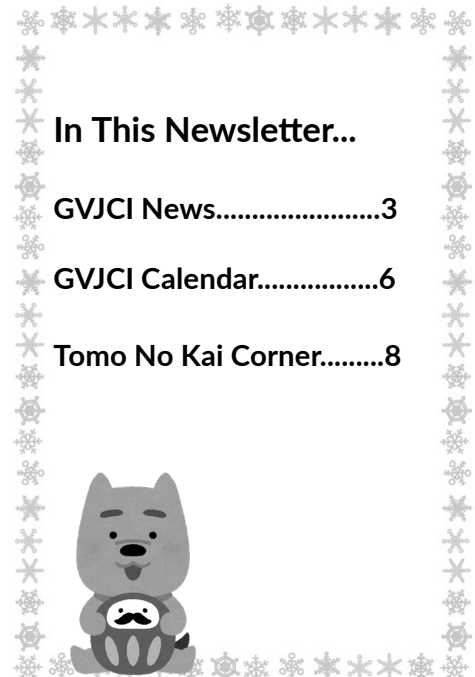 In This Newsletter...
GVJCI News.......................3
GVJCI Calendar.................6
Tomo No Kai Corner.........8